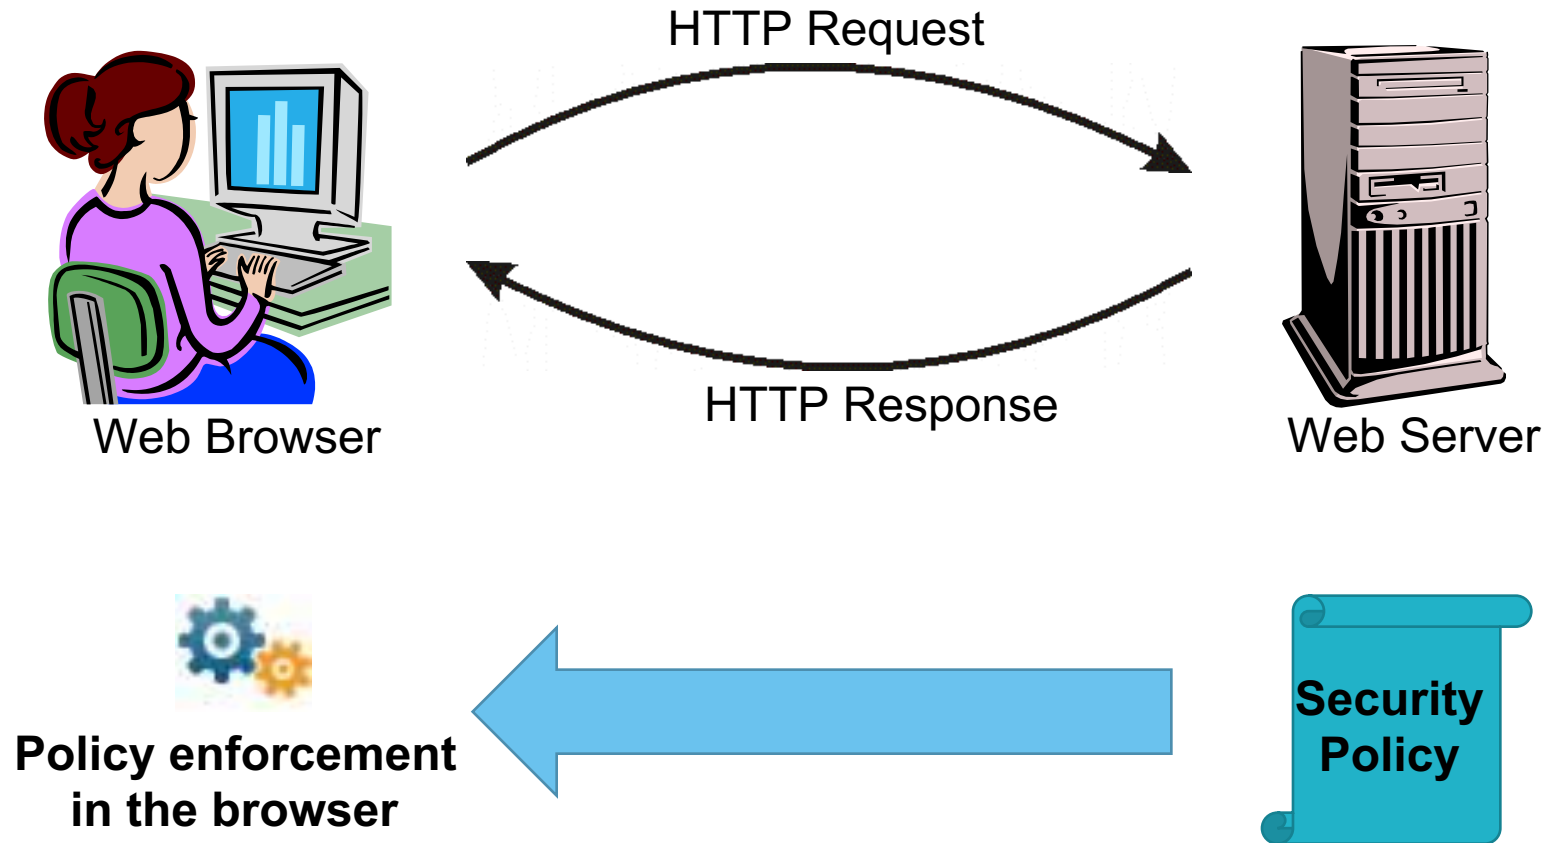 HTTP Request
HTTP Response
Web Browser
Web Server
Security
Policy
Policy enforcement
in the browser